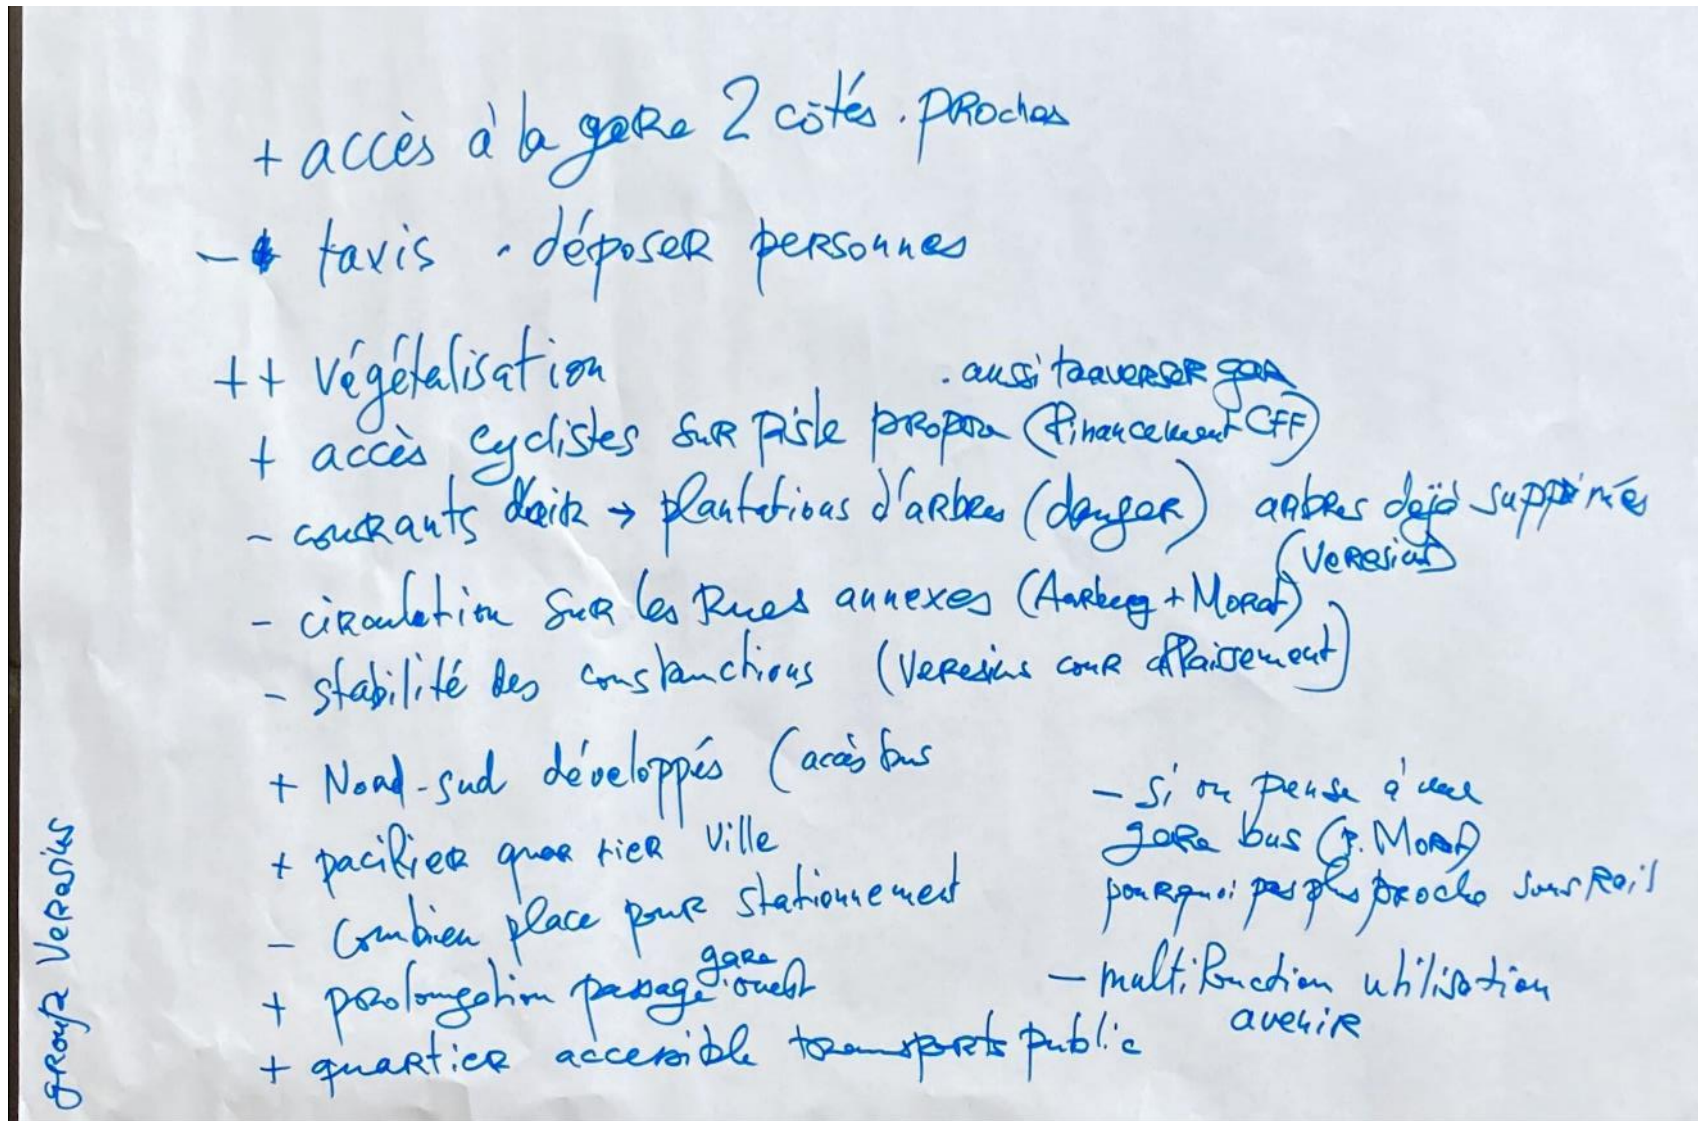 + accès à la gare 2 côtés. proches
- taxis · déposer personnes
++ végétalisation
. aussi traverser gare
+ accès cyclistes sur piste propre (financement CFF)
- courants d'air → plantations d'arbres (danger) arbres déjà supprimés
(Veresius)
- circulation sur les Rues annexes (Aarberg + Morat)
- stabilité des constructions (Veresius cour affaissement)
+ Nord-sud développés (accès bus
+ pacifier quartier ville
- combien place pour stationnement
+ prolongation passage gare ouest
+ quartier accessible transports public
- si on pense à une
gare bus (r. Morat)
pourquoi pas plus proche sous Rail
- multifonction utilisation
avenir
groupe Veresius